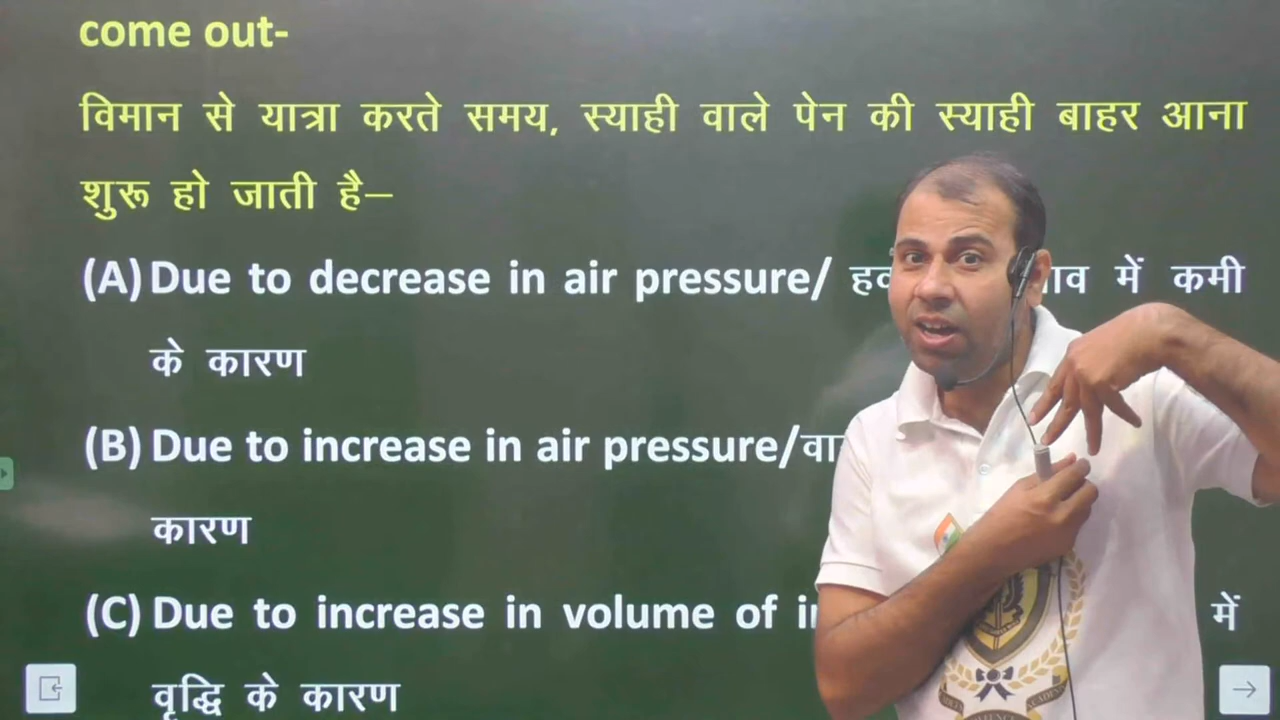 come out-
विमान से यात्रा करते समय, स्याही वाले पेन की स्याही बाहर आना
शुरू हो जाती है–
(A) Due to decrease in air pressure/ में कमी
के कारण
(B) Due to increase in air pressure/
कारण
(C) Due to increase in volume of में
वृद्धि के कारण